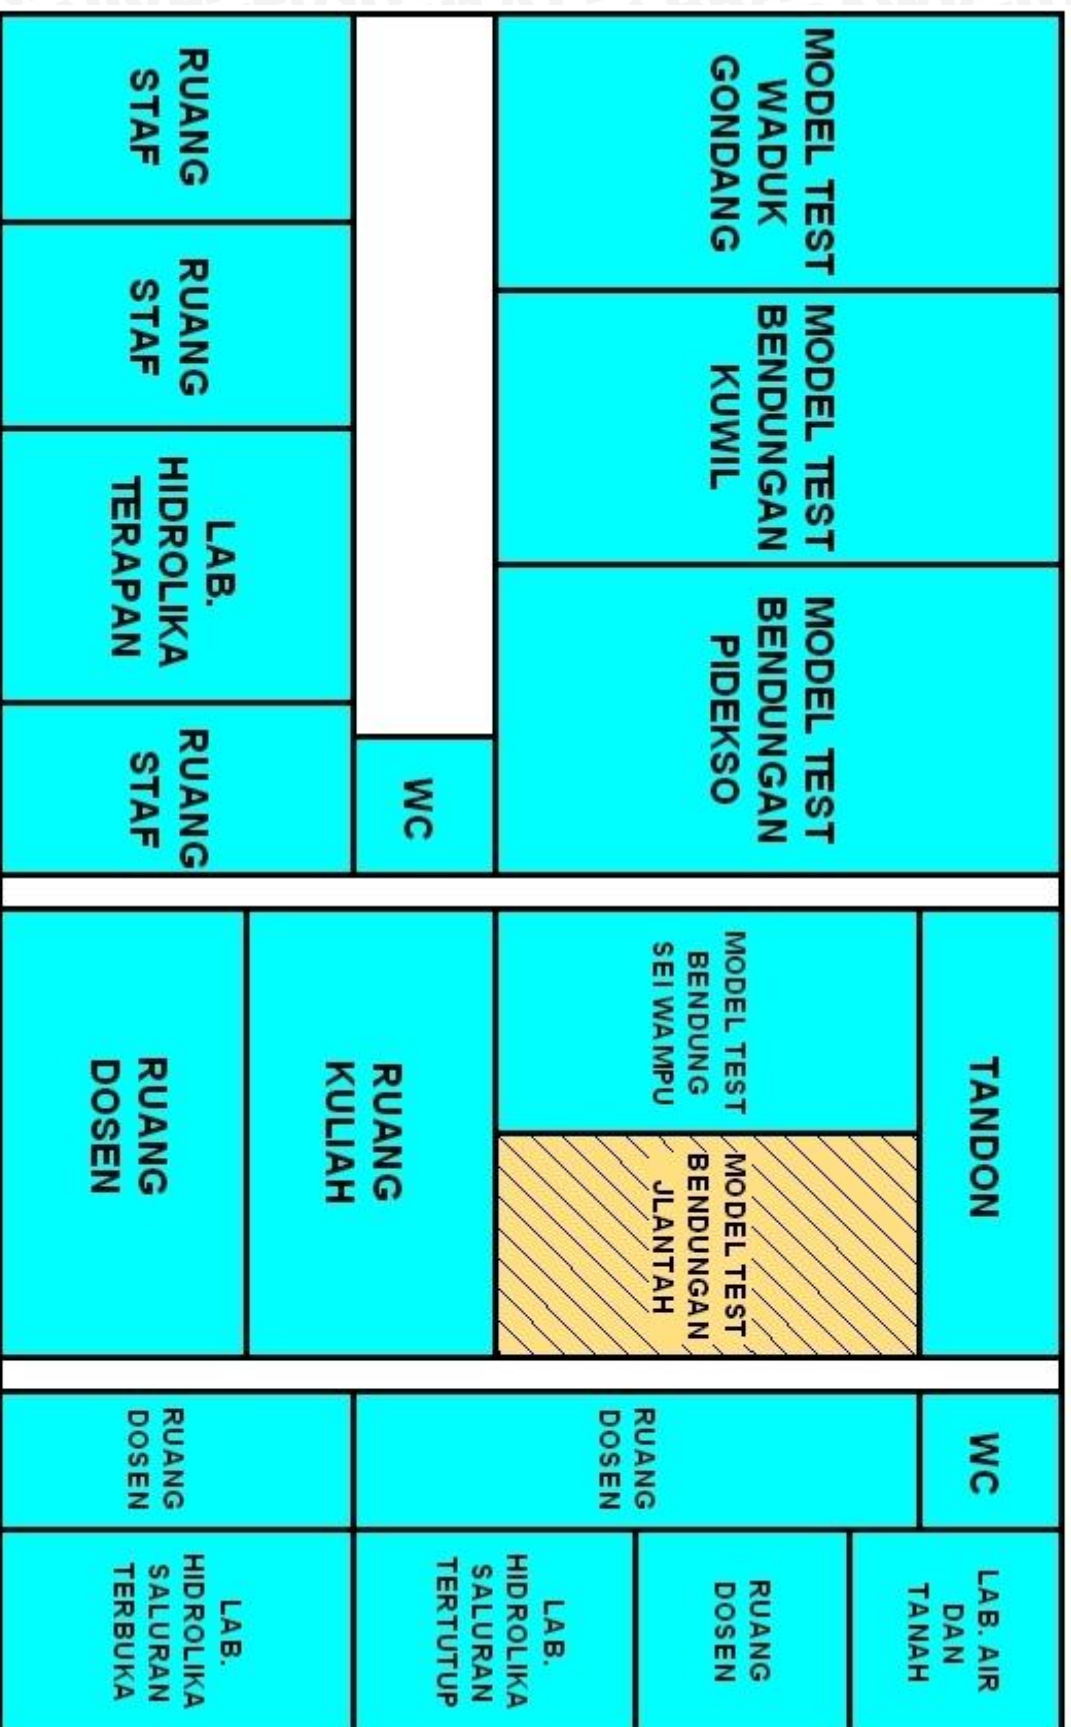 MODEL TEST
WADUK
GONDANG
MODEL TEST
BENDUNGAN
KUWIL
MODEL TEST
BENDUNGAN
PIDEKSO
WC
RUANG
STAF
RUANG
STAF
LAB.
HIDROLIKA
TERAPAN
RUANG
STAF
TANDON
MODEL TEST
BENDUNG
SEI WAMPU
MODEL TEST
BENDUNGAN
JLANTAH
RUANG
KULIAH
RUANG
DOSEN
WC
LAB. AIR
DAN
TANAH
RUANG
DOSEN
RUANG
DOSEN
LAB.
HIDROLIKA
SALURAN
TERTUTUP
RUANG
DOSEN
LAB.
HIDROLIKA
SALURAN
TERBUKA